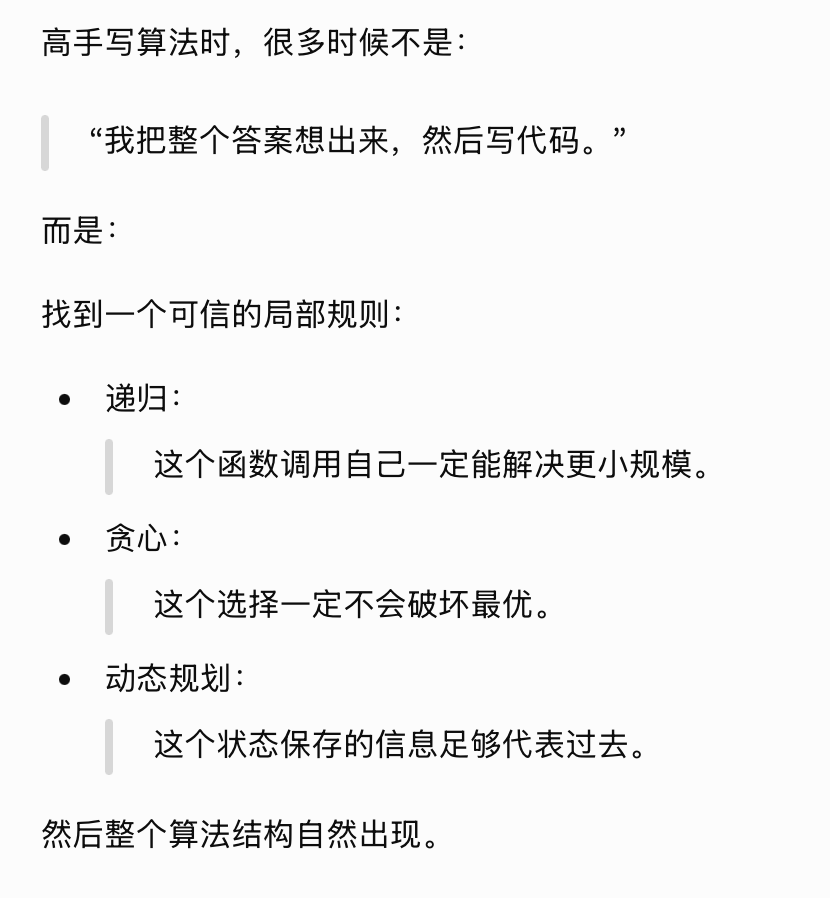 高手写算法时，很多时候不是：
“我把整个答案想出来，然后写代码。”
而是：
找到一个可信的局部规则：
• 递归：
这个函数调用自己一定能解决更小规模。
• 贪心：
这个选择一定不会破坏最优。
• 动态规划：
这个状态保存的信息足够代表过去。
然后整个算法结构自然出现。